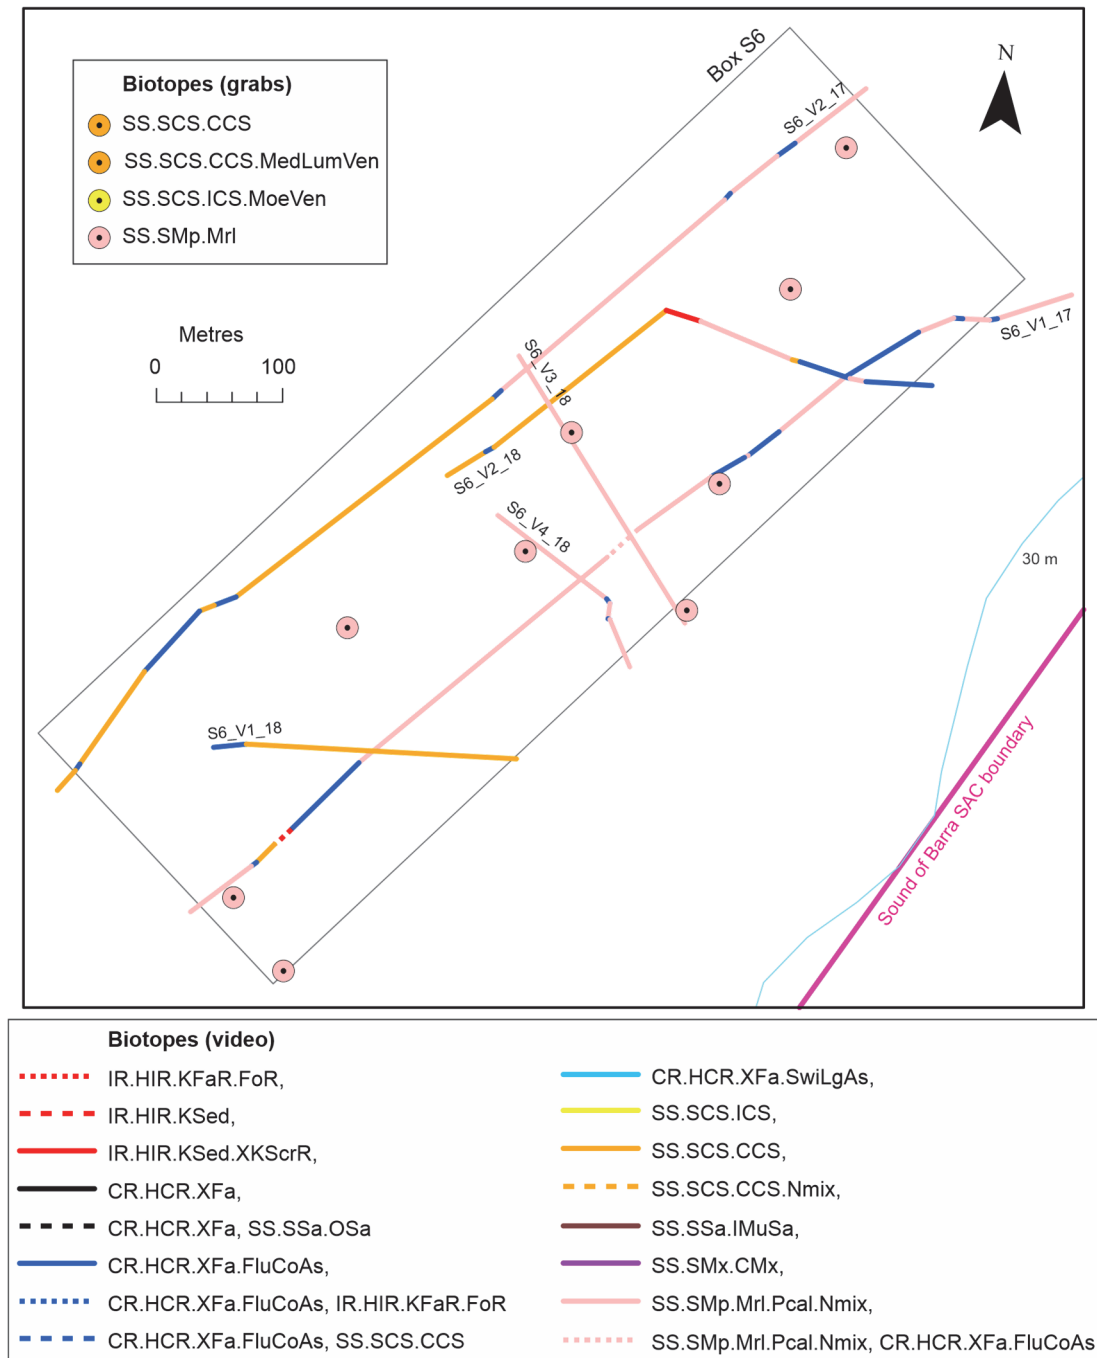 Box S6
N
Biotopes (grabs)
SS.SCS.CCS
SS.SCS.CCS.MedLumVen
SS.SCS.ICS.MoeVen
SS.SMp.Mrl
S6_V2_17
Metres
0 100
S6_V1_17
S6_V3_18
S6_V2_18
S6_V4_18
30 m
S6_V1_18
Sound of Barra SAC boundary
Biotopes (video)
IR.HIR.KFaR.FoR,
IR.HIR.KSed,
IR.HIR.KSed.XKScrR,
CR.HCR.XFa,
CR.HCR.XFa, SS.SSa.OSa
CR.HCR.XFa.FluCoAs,
CR.HCR.XFa.FluCoAs, IR.HIR.KFaR.FoR
CR.HCR.XFa.FluCoAs, SS.SCS.CCS
CR.HCR.XFa.SwiLgAs,
SS.SCS.ICS,
SS.SCS.CCS,
SS.SCS.CCS.Nmix,
SS.SSa.IMuSa,
SS.SMx.CMx,
SS.SMp.Mrl.Pcal.Nmix,
SS.SMp.Mrl.Pcal.Nmix, CR.HCR.XFa.FluCoAs